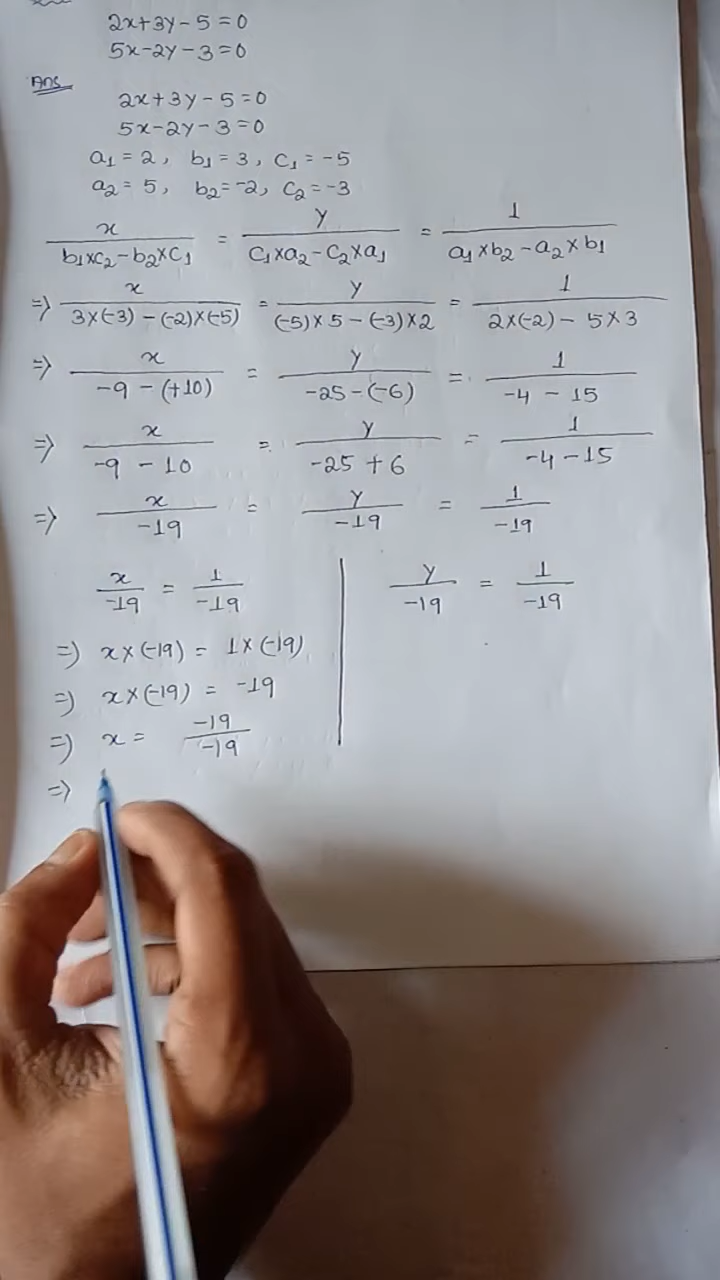 2x+3y-5=0
5x-2y-3=0
Ans
2x+3y-5=0
5x-2y-3=0
a₁=2, b₁=3, c₁=-5
a₂=5, b₂=-2, c₂=-3
x/(b₁×c₂-b₂×c₁) = y/(c₁×a₂-c₂×a₁) = 1/(a₁×b₂-a₂×b₁)
=> x/(3×(-3)-(-2)×(-5)) = y/((-5)×5-(-3)×2) = 1/(2×(-2)-5×3)
=> x/(-9-(+10)) = y/(-25-(-6)) = 1/(-4-15)
=> x/(-9-10) = y/(-25+6) = 1/(-4-15)
=> x/-19 = y/-19 = 1/-19
x/-19 = 1/-19
=> x×(-19) = 1×(-19)
=> x×(-19) = -19
=> x = -19/-19
=>
y/-19 = 1/-19